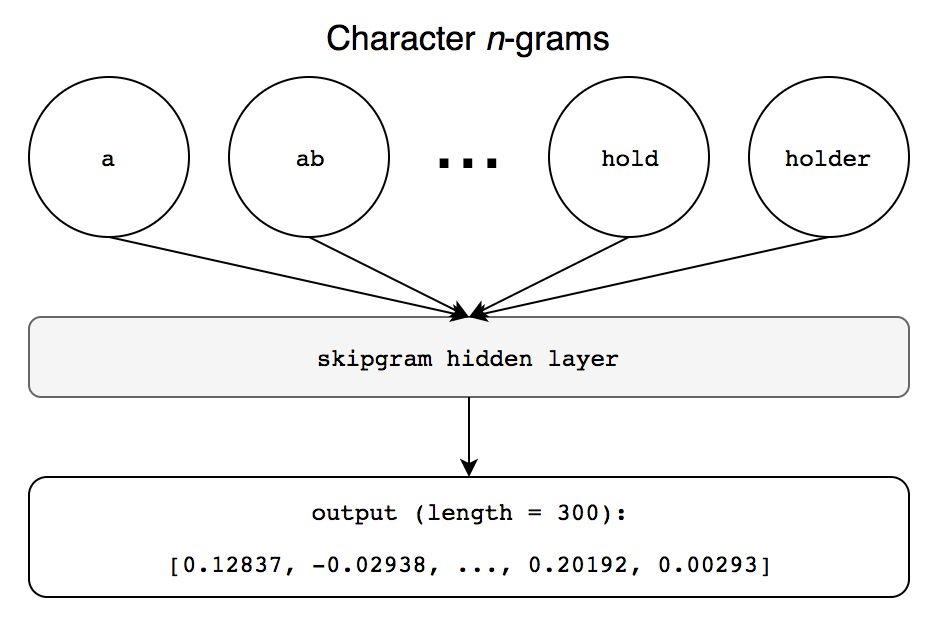 Character n-grams
a
ab
...
hold
holder
skipgram hidden layer
output (length = 300):
[0.12837, -0.02938, ..., 0.20192, 0.00293]